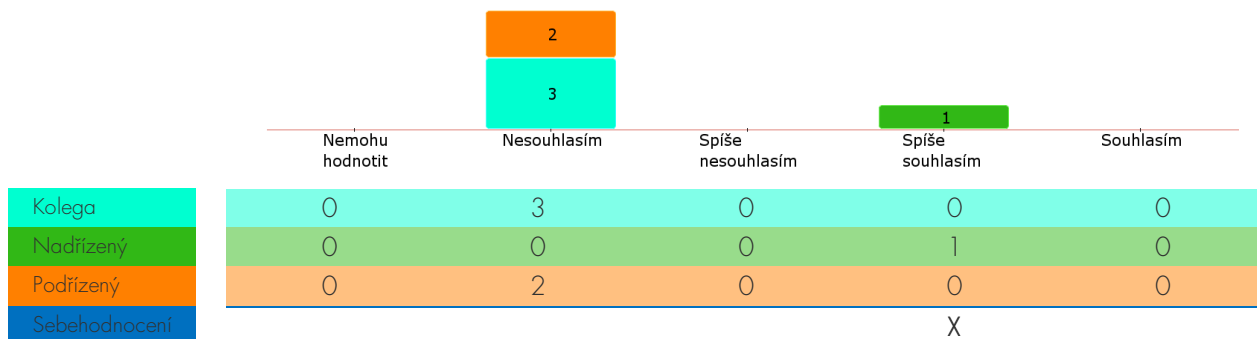 2
3
1
Nemohu hodnotit
Nesouhlasím
Spíše nesouhlasím
Spíše souhlasím
Souhlasím
Kolega 0 3 0 0 0
Nadřízený 0 0 0 1 0
Podřízený 0 2 0 0 0
Sebehodnocení X